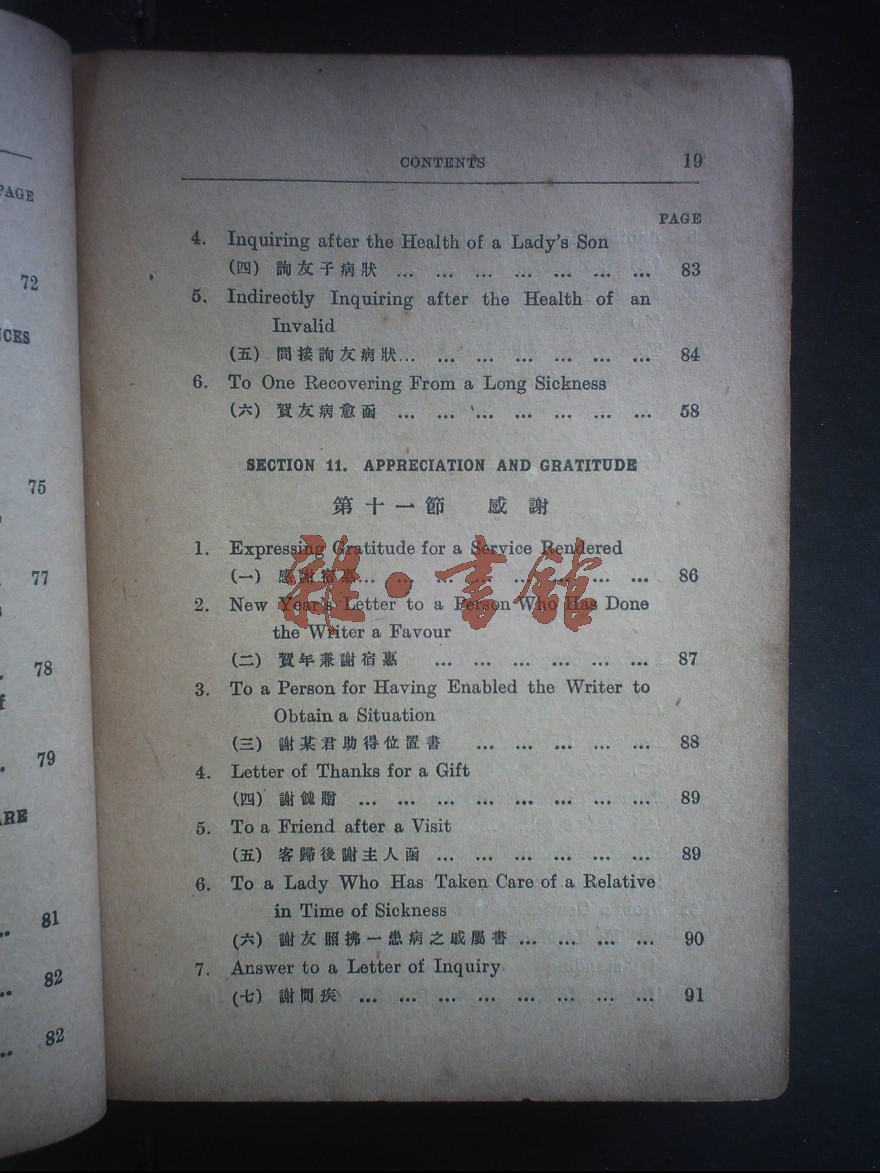 PAGE
72
NCES
75
77
78
79
ARE
81
82
82
CONTENTS 19
PAGE
4. Inquiring after the Health of a Lady's Son
(四) 詢友子病狀 ... ... ... ... ... ... ... 83
5. Indirectly Inquiring after the Health of an
Invalid
(五) 間接詢友病狀... ... ... ... ... ... ... 84
6. To One Recovering From a Long Sickness
(六) 賀友病愈函 ... ... ... ... ... ... ... 58
SECTION 11. APPRECIATION AND GRATITUDE
第十一節 感謝
1. Expressing Gratitude for a Service Rendered
(一) 感謝宿惠... ... ... ... ... ... ... ... 86
2. New Year's Letter to a Person Who Has Done
the Writer a Favour
(二) 賀年兼謝宿惠 ... ... ... ... ... ... 87
3. To a Person for Having Enabled the Writer to
Obtain a Situation
(三) 謝某君助得位置書 ... ... ... ... ... 88
4. Letter of Thanks for a Gift
(四) 謝餽贈 ... ... ... ... ... ... ... ... 89
5. To a Friend after a Visit
(五) 客歸後謝主人函 ... ... ... ... ... ... 89
6. To a Lady Who Has Taken Care of a Relative
in Time of Sickness
(六) 謝友照拂一患病之戚屬書 ... ... ... ... 90
7. Answer to a Letter of Inquiry
(七) 謝問疾 ... ... ... ... ... ... ... ... 91
雜·書館